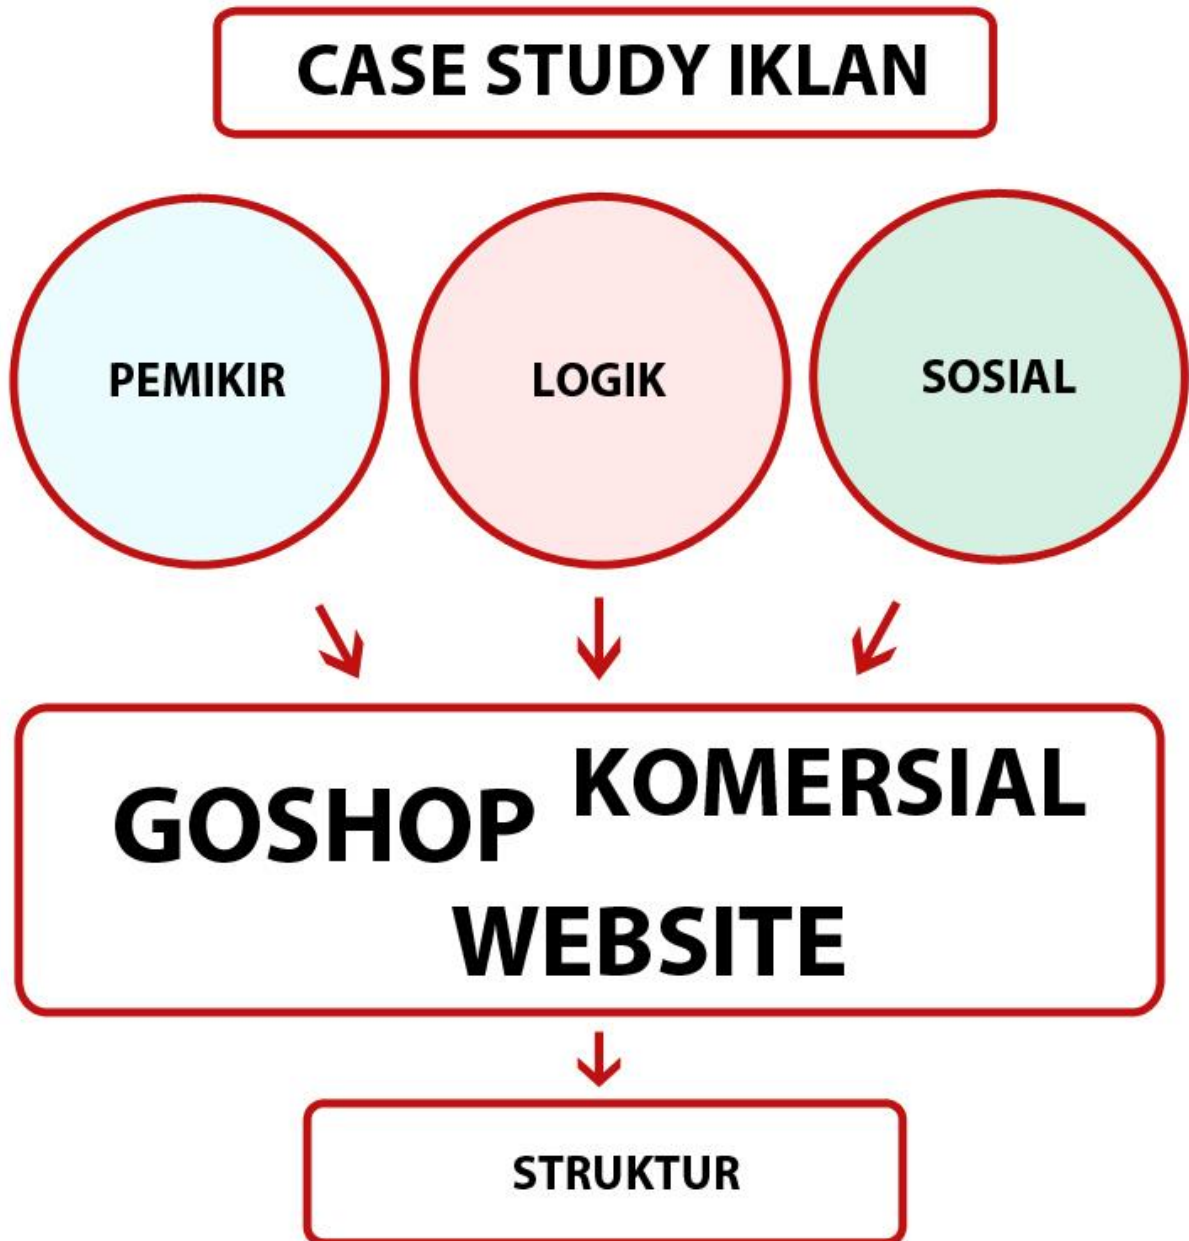 CASE STUDY IKLAN
PEMIKIR
LOGIK
SOSIAL
GOSHOP
KOMERSIAL
WEBSITE
STRUKTUR